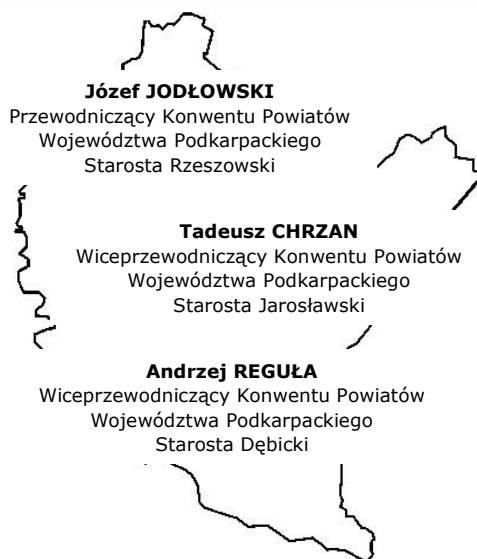 Józef JODŁOWSKI
Przewodniczący Konwentu Powiatów
Województwa Podkarpackiego
Starosta Rzeszowski
Tadeusz CHRZAN
Wiceprzewodniczący Konwentu Powiatów
Województwa Podkarpackiego
Starosta Jarosławski
Andrzej REGUŁA
Wiceprzewodniczący Konwentu Powiatów
Województwa Podkarpackiego
Starosta Dębicki